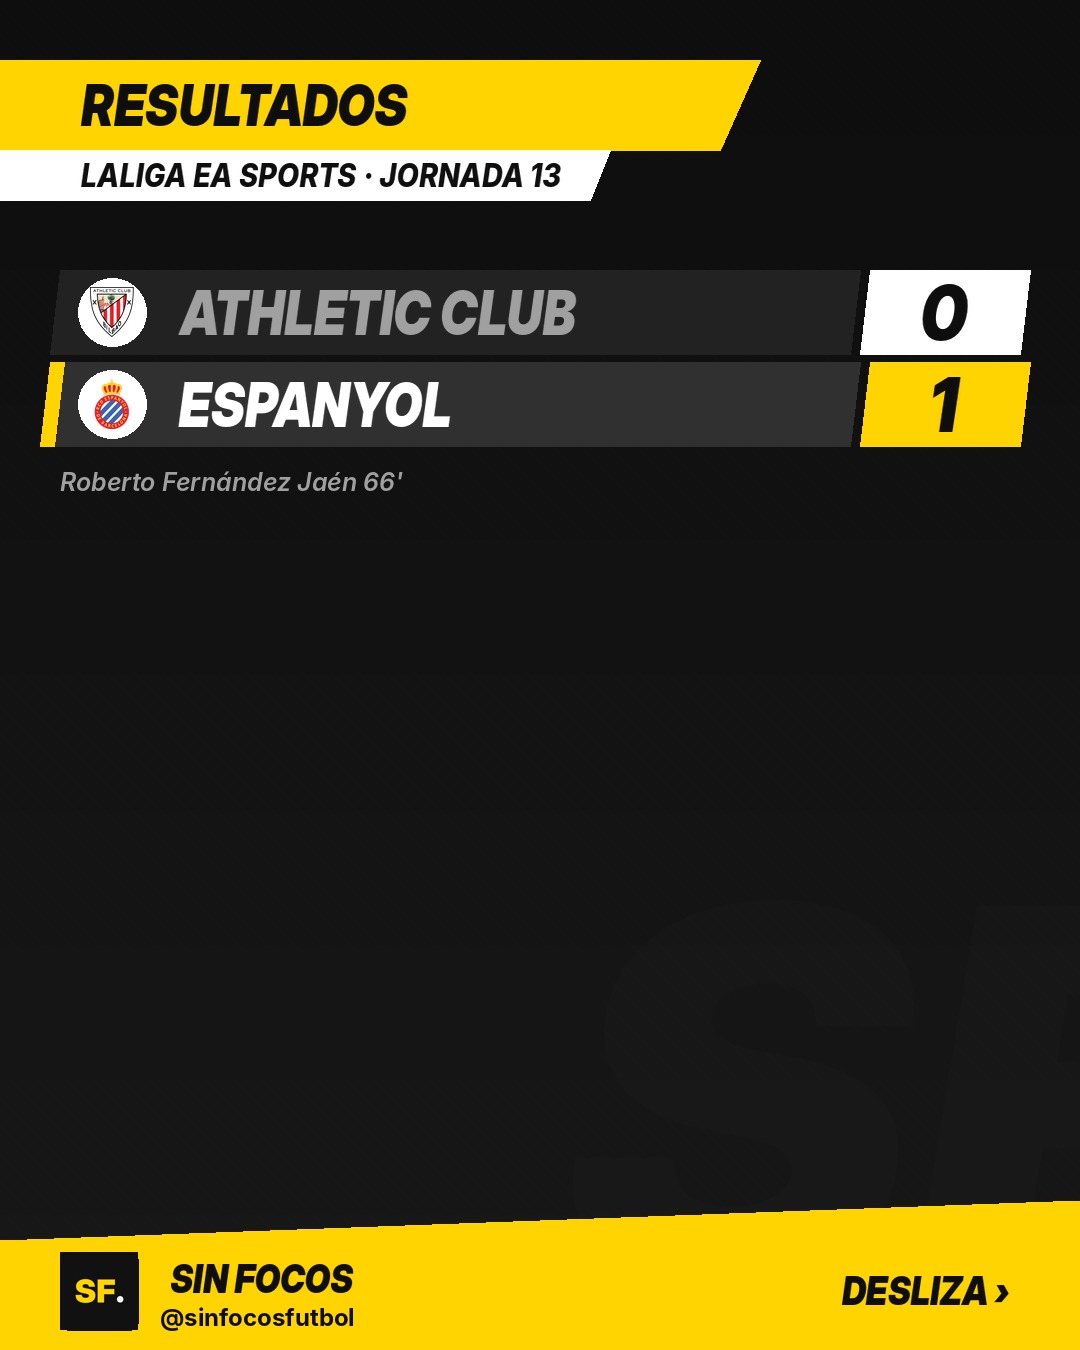 RESULTADOS
LALIGA EA SPORTS · JORNADA 13
ATHLETIC CLUB
0
ESPANYOL
1
Roberto Fernández Jaén 66'
SF
SF.
SIN FOCOS
@sinfocosfutbol
DESLIZA ›